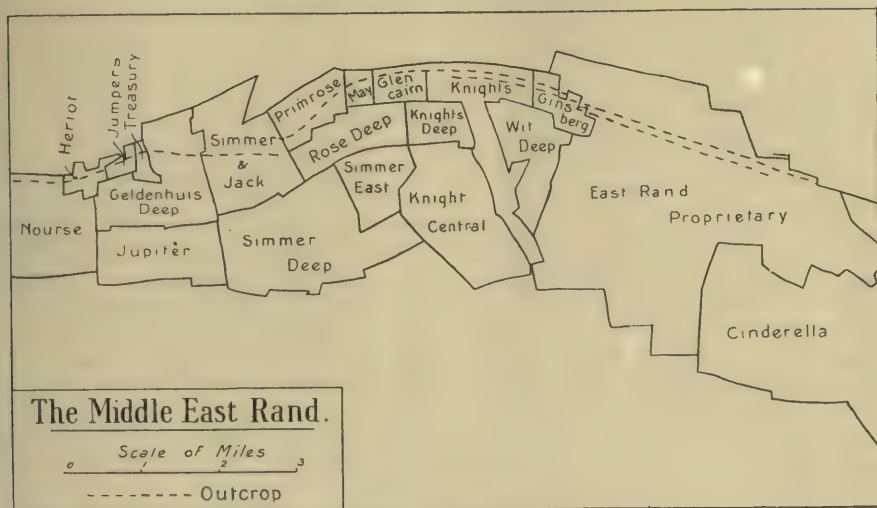 Heriot
Jumpers
Treasury
Primrose
May
Glen
cairn
Knights
Gins
berg
Simmer
&
Jack
Rose Deep
Knights
Deep
Wit
Deep
Geldenhuis
Deep
Simmer
East
Knight
Central
East Rand
Proprietary
Nourse
Jupiter
Simmer
Deep
Cinderella
The Middle East Rand.
Scale of Miles
0 1 2 3
Outcrop